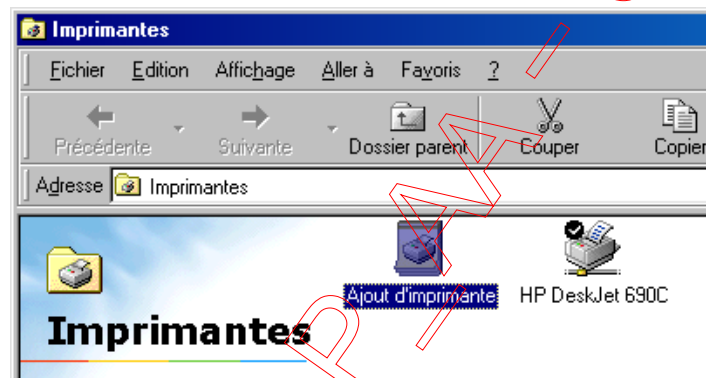 Imprimantes
Fichier Edition Affichage Aller à Favoris ?
Précédente Suivante Dossier parent Couper Copier
Adresse Imprimantes
Ajout d'imprimante HP DeskJet 690C
Imprimantes